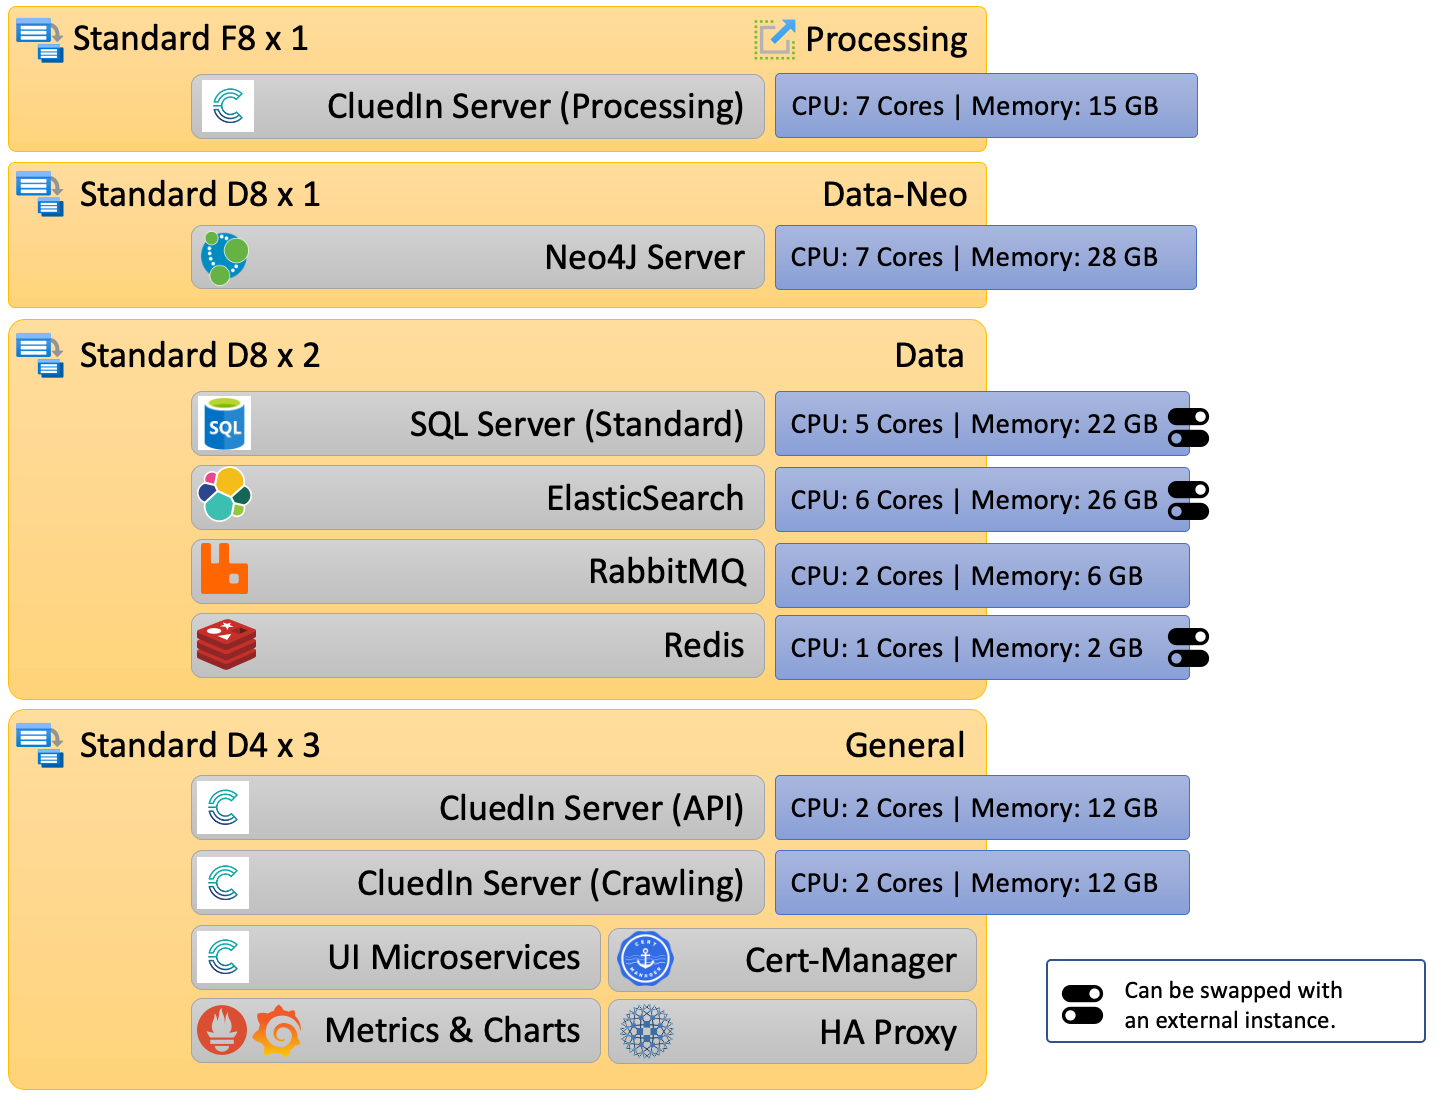 Standard F8 x 1
Processing
CluedIn Server (Processing)
CPU: 7 Cores | Memory: 15 GB
Standard D8 x 1
Data-Neo
Neo4J Server
CPU: 7 Cores | Memory: 28 GB
Standard D8 x 2
Data
SQL
SQL Server (Standard)
CPU: 5 Cores | Memory: 22 GB
ElasticSearch
CPU: 6 Cores | Memory: 26 GB
RabbitMQ
CPU: 2 Cores | Memory: 6 GB
Redis
CPU: 1 Cores | Memory: 2 GB
Standard D4 x 3
General
CluedIn Server (API)
CPU: 2 Cores | Memory: 12 GB
CluedIn Server (Crawling)
CPU: 2 Cores | Memory: 12 GB
UI Microservices
CERT
MANAGER
Cert-Manager
Metrics & Charts
HA Proxy
Can be swapped with
an external instance.